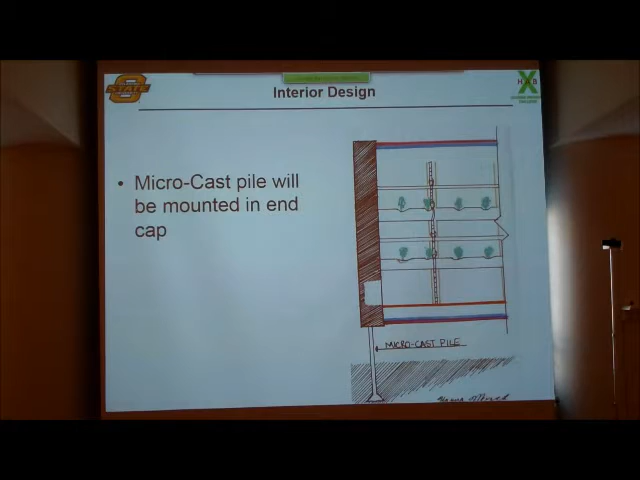 STATE
X
H B
Interior Design
• Micro-Cast pile will
be mounted in end
cap
MICRO-CAST PILE